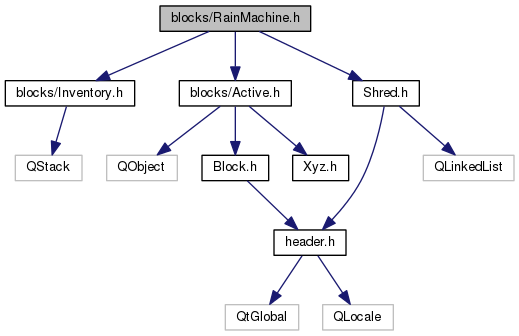 blocks/RainMachine.h
blocks/Inventory.h
blocks/Active.h
Shred.h
QStack
QObject
Block.h
Xyz.h
QLinkedList
header.h
QtGlobal
QLocale